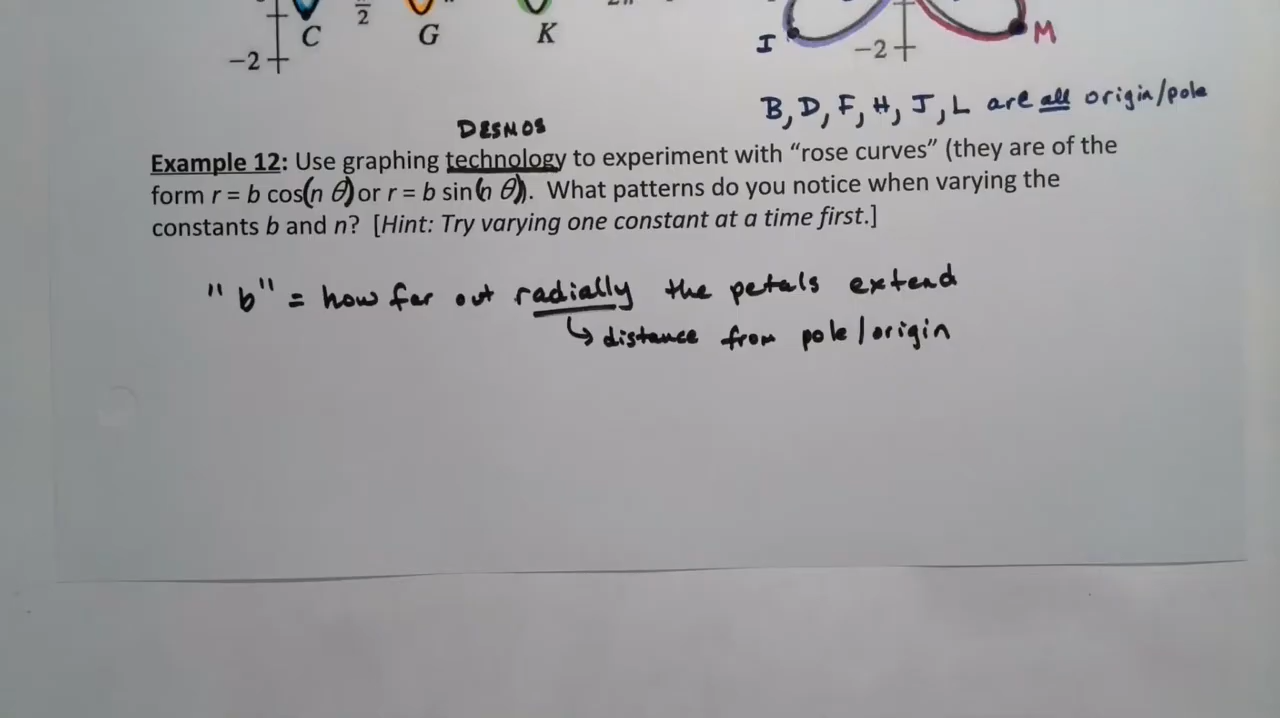 C
π/2
G
K
-2
I
-2
M
B, D, F, H, J, L are all origin/pole
DESMOS
Example 12: Use graphing technology to experiment with “rose curves” (they are of the
form r = b cos(n θ) or r = b sin(n θ)). What patterns do you notice when varying the
constants b and n? [Hint: Try varying one constant at a time first.]
"b" = how far out radially the petals extend
↳ distance from pole/origin